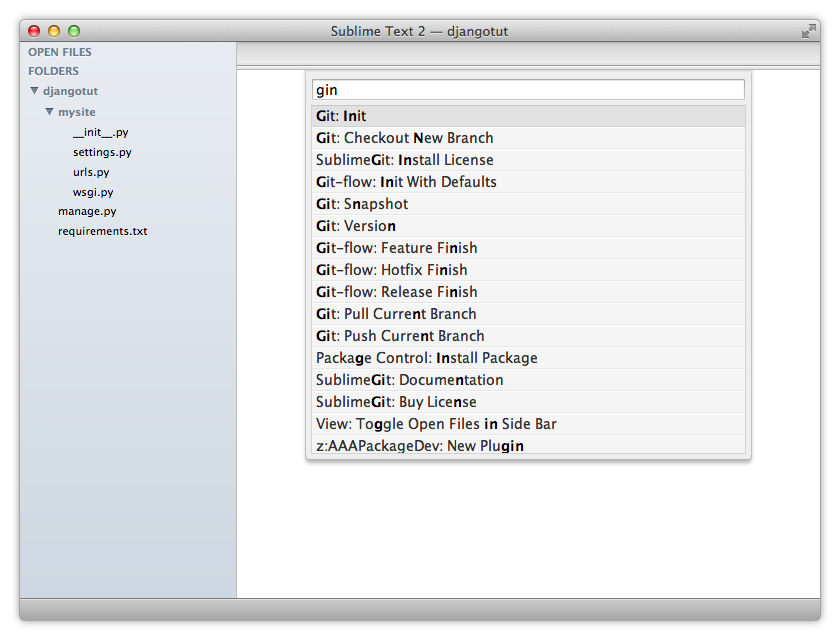 Sublime Text 2 — djangotut
OPEN FILES
FOLDERS
djangotut
mysite
__init__.py
settings.py
urls.py
wsgi.py
manage.py
requirements.txt
gin
Git: Init
Git: Checkout New Branch
SublimeGit: Install License
Git-flow: Init With Defaults
Git: Snapshot
Git: Version
Git-flow: Feature Finish
Git-flow: Hotfix Finish
Git-flow: Release Finish
Git: Pull Current Branch
Git: Push Current Branch
Package Control: Install Package
SublimeGit: Documentation
SublimeGit: Buy License
View: Toggle Open Files in Side Bar
z:AAAPackageDev: New Plugin